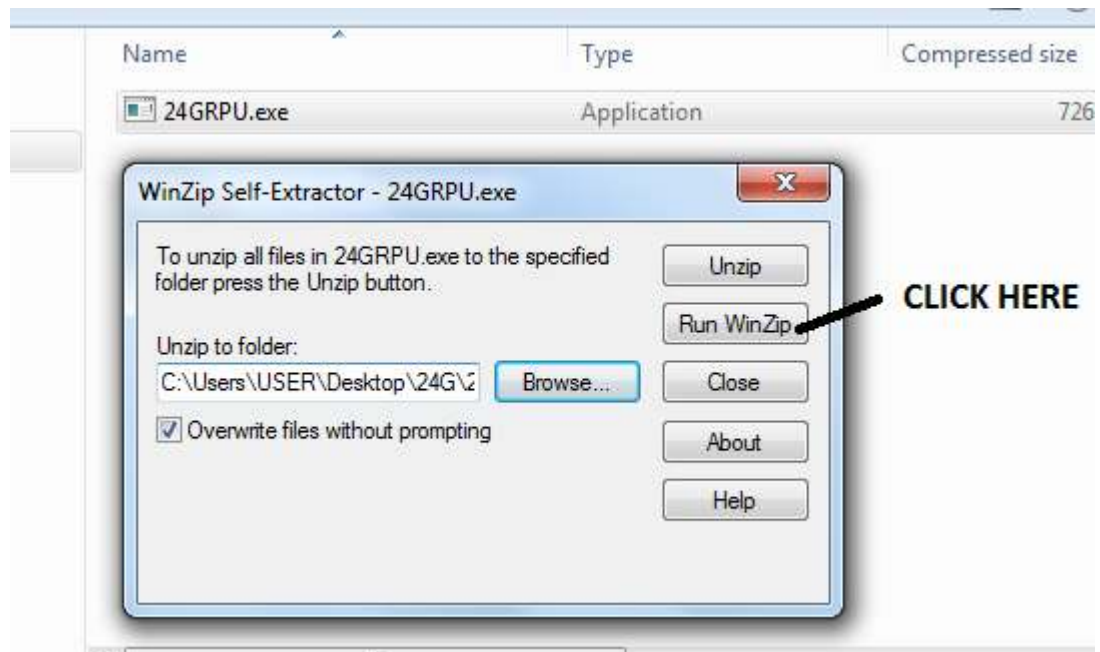 Name Type Compressed size
24GRPU.exe Application 726
WinZip Self-Extractor - 24GRPU.exe
To unzip all files in 24GRPU.exe to the specified
folder press the Unzip button.
Unzip
Run WinZip
CLICK HERE
Unzip to folder:
C:\Users\USER\Desktop\24G\2
Browse...
Close
Overwrite files without prompting
About
Help